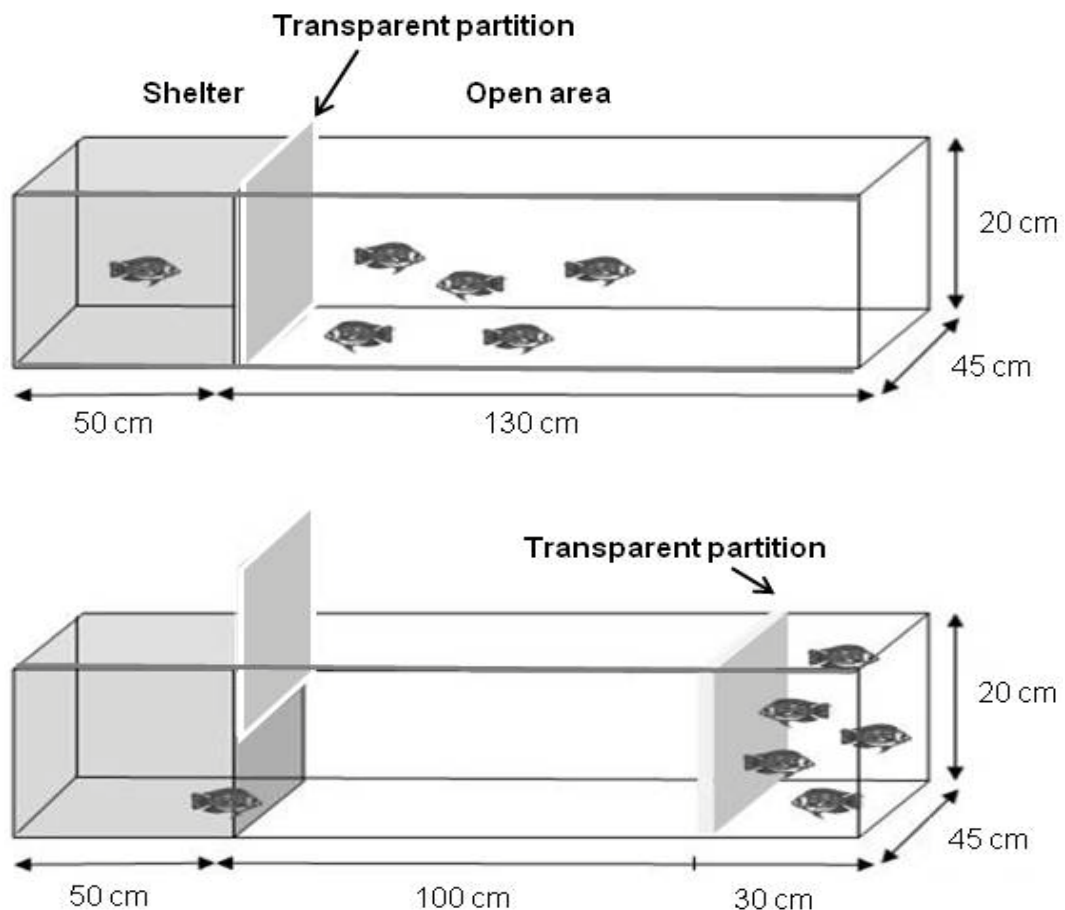 Transparent partition
Shelter
Open area
20 cm
45 cm
50 cm
130 cm
Transparent partition
20 cm
45 cm
50 cm
100 cm
30 cm